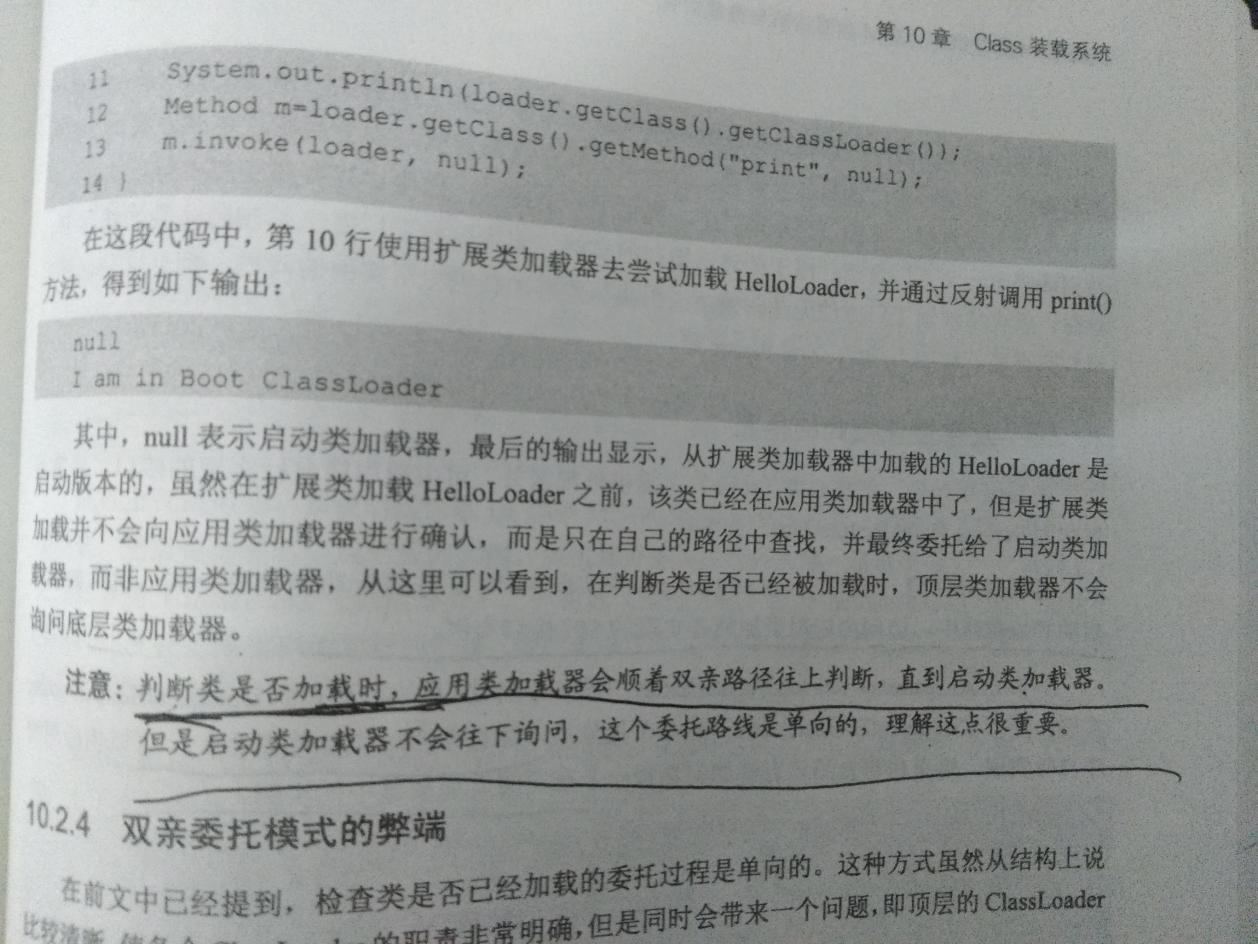 第 10 章 Class 装载系统
11 System.out.println(loader.getClass().getClassLoader());
12 Method m=loader.getClass().getMethod("print", null);
13 m.invoke(loader, null);
14 }
在这段代码中，第 10 行使用扩展类加载器去尝试加载 HelloLoader，并通过反射调用 print()
方法，得到如下输出：
null
I am in Boot ClassLoader
其中，null 表示启动类加载器，最后的输出显示，从扩展类加载器中加载的 HelloLoader 是
启动版本的，虽然在扩展类加载 HelloLoader 之前，该类已经在应用类加载器中了，但是扩展类
加载并不会向应用类加载器进行确认，而是只在自己的路径中查找，并最终委托给了启动类加
载器，而非应用类加载器，从这里可以看到，在判断类是否已经被加载时，顶层类加载器不会
询问底层类加载器。
注意：判断类是否加载时，应用类加载器会顺着双亲路径往上判断，直到启动类加载器。
但是启动类加载器不会往下询问，这个委托路线是单向的，理解这点很重要。
10.2.4 双亲委托模式的弊端
在前文中已经提到，检查类是否已经加载的委托过程是单向的。这种方式虽然从结构上说
比较清晰，使各个 ClassLoader 的职责非常明确，但是同时会带来一个问题，即顶层的 ClassLoader